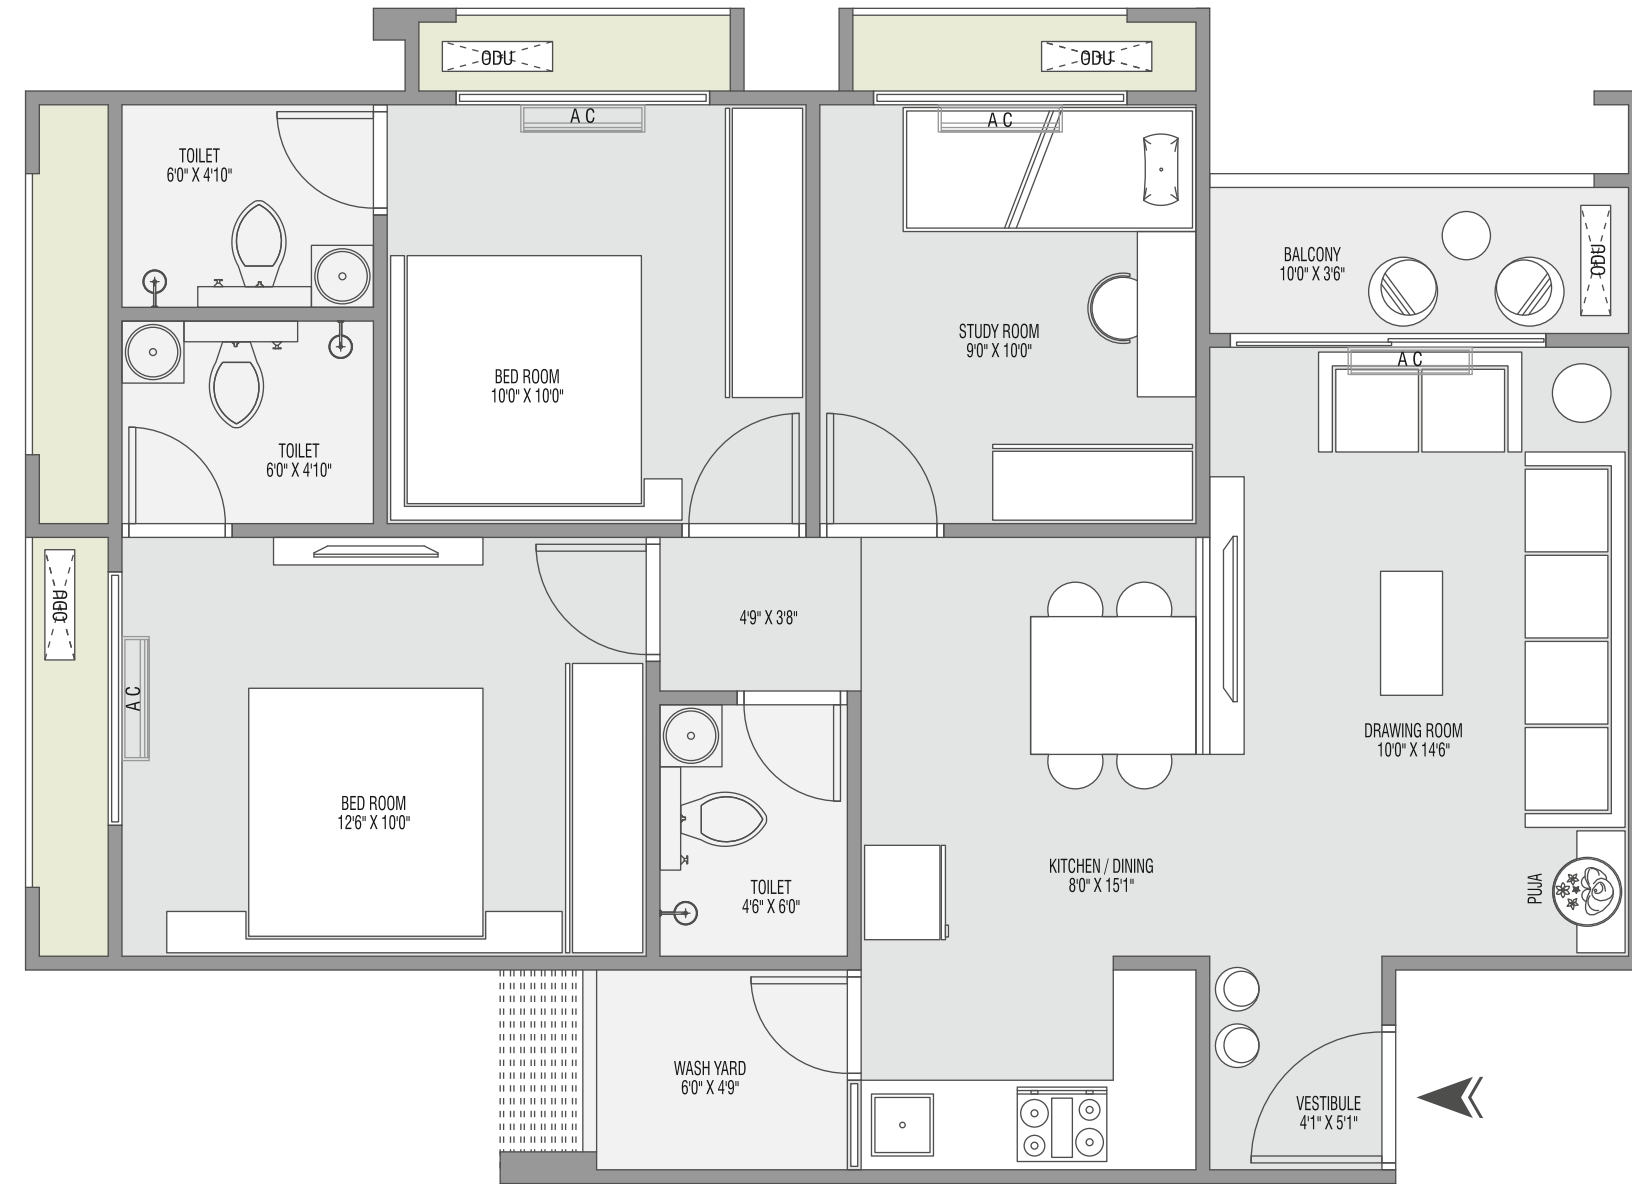 ODU
ODU
A C
A C
TOILET
6'0" X 4'10"
BALCONY
10'0" X 3'6"
ODU
STUDY ROOM
9'0" X 10'0"
A C
BED ROOM
10'0" X 10'0"
TOILET
6'0" X 4'10"
ODU
4'9" X 3'8"
A C
DRAWING ROOM
10'0" X 14'6"
BED ROOM
12'6" X 10'0"
KITCHEN / DINING
8'0" X 15'1"
TOILET
4'6" X 6'0"
PUJA
WASH YARD
6'0" X 4'9"
VESTIBULE
4'1" X 5'1"